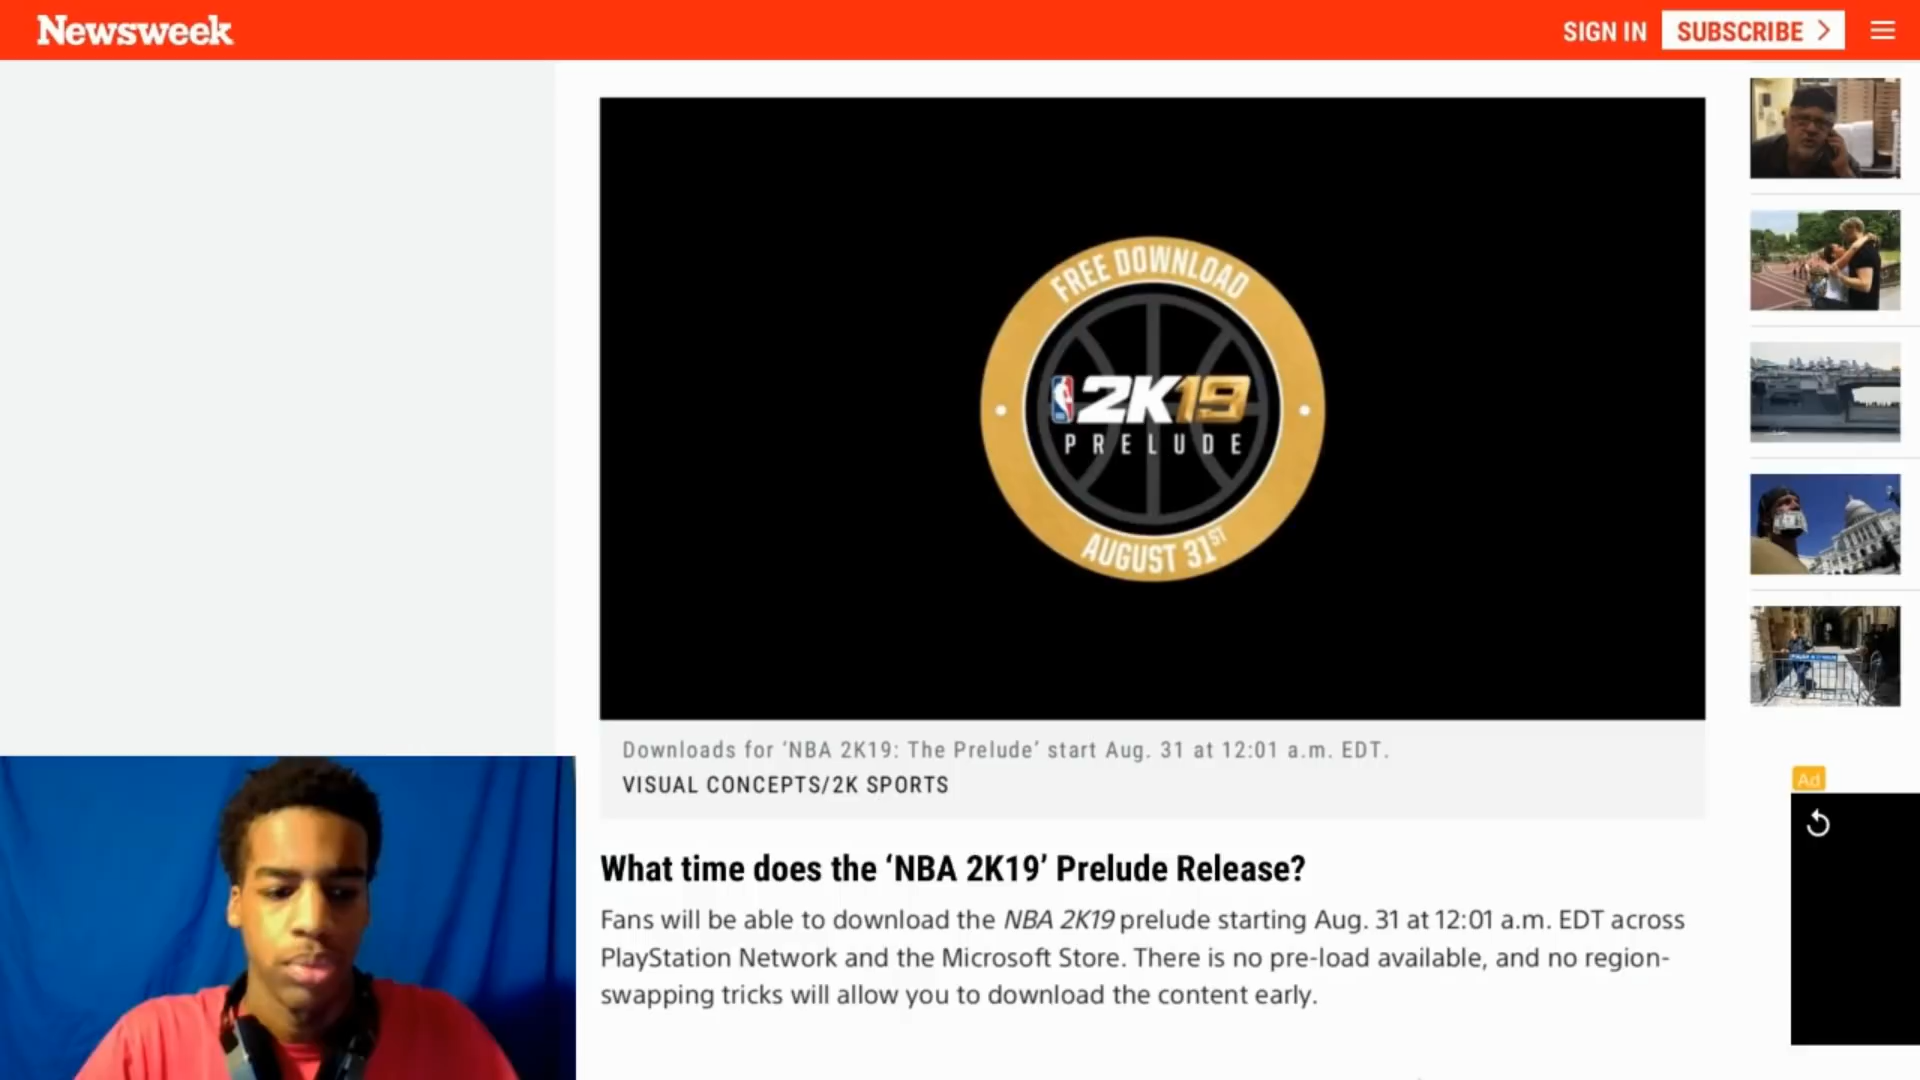 Newsweek
SIGN IN
SUBSCRIBE
FREE DOWNLOAD
2K19
PRELUDE
AUGUST 31ST
Downloads for ‘NBA 2K19: The Prelude’ start Aug. 31 at 12:01 a.m. EDT.
VISUAL CONCEPTS/2K SPORTS
Ad
What time does the ‘NBA 2K19’ Prelude Release?
Fans will be able to download the NBA 2K19 prelude starting Aug. 31 at 12:01 a.m. EDT across
PlayStation Network and the Microsoft Store. There is no pre-load available, and no region-
swapping tricks will allow you to download the content early.